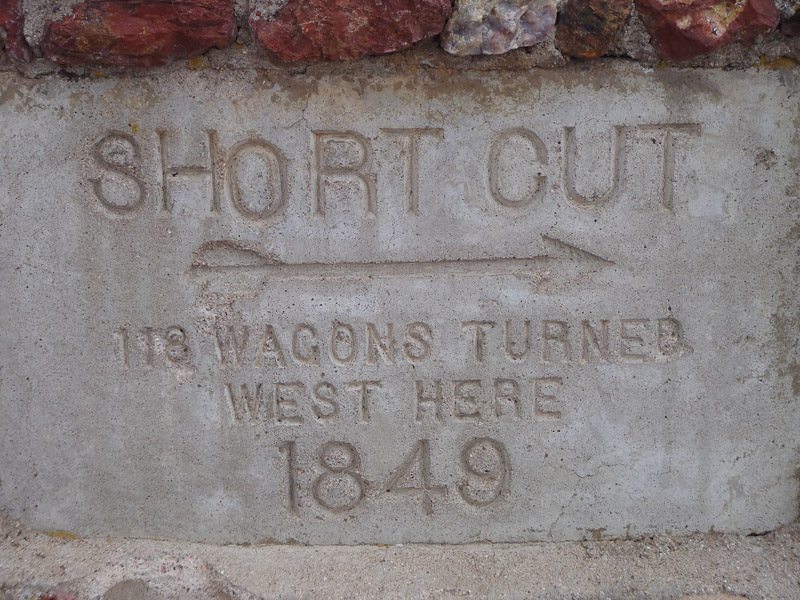 SHORT CUT
113 WAGONS TURNED
WEST HERE
1849